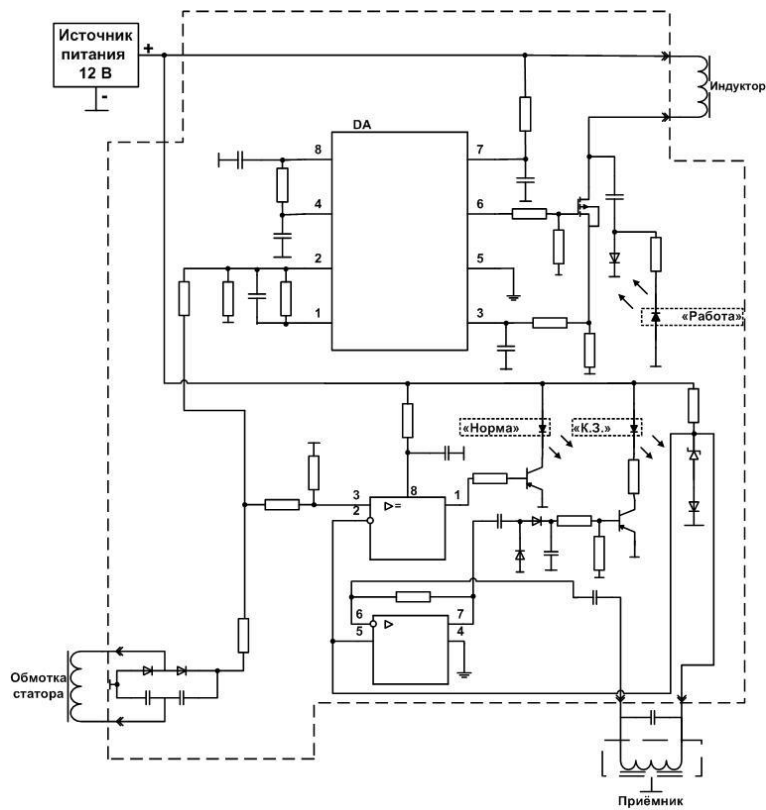 Источник
питания
12 В
+
-
Индуктор
DA
8
7
4
6
2
5
1
3
«Работа»
«Норма»
«К.З.»
8
3
1
2
▷=
6
7
5
4
▷
Обмотка
статора
Приёмник